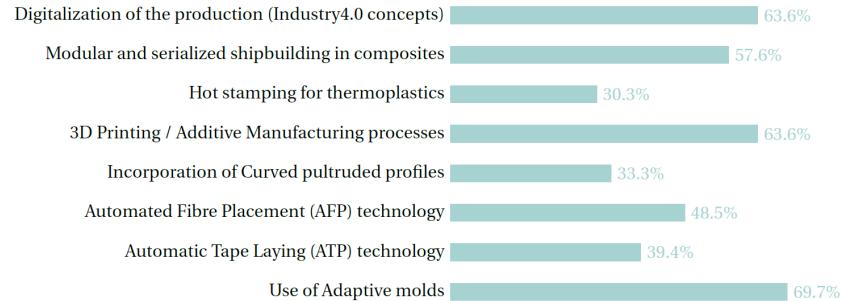 Digitalization of the production (Industry4.0 concepts) 63.6%
Modular and serialized shipbuilding in composites 57.6%
Hot stamping for thermoplastics 30.3%
3D Printing / Additive Manufacturing processes 63.6%
Incorporation of Curved pultruded profiles 33.3%
Automated Fibre Placement (AFP) technology 48.5%
Automatic Tape Laying (ATP) technology 39.4%
Use of Adaptive molds 69.7%